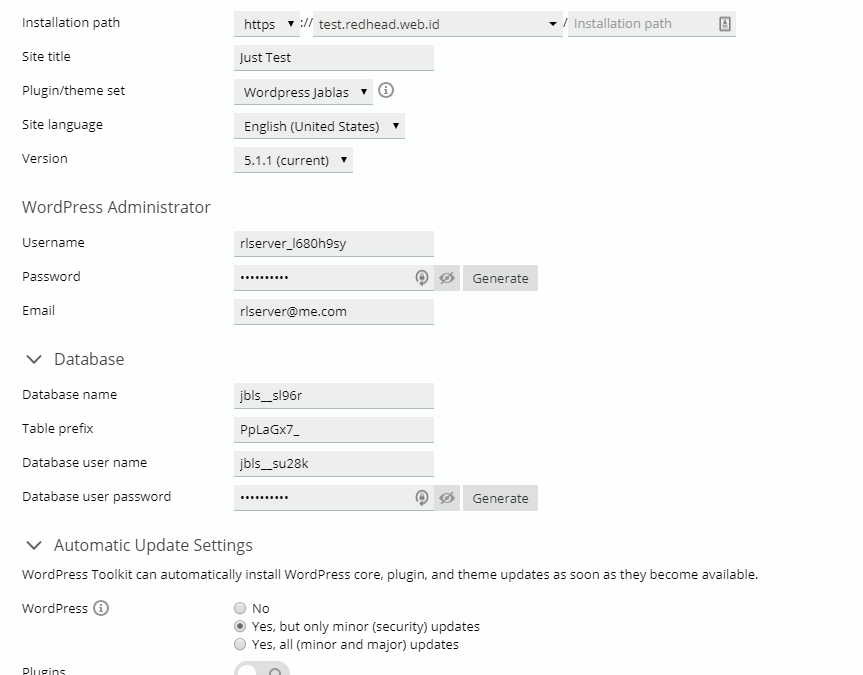 Installation path https :// test.redhead.web.id / Installation path
Site title Just Test
Plugin/theme set Wordpress Jablas
Site language English (United States)
Version 5.1.1 (current)
WordPress Administrator
Username rlserver_l680h9sy
Password •••••••••• Generate
Email rlserver@me.com
Database
Database name jbls__sl96r
Table prefix PpLaGx7_
Database user name jbls__su28k
Database user password •••••••••• Generate
Automatic Update Settings
WordPress Toolkit can automatically install WordPress core, plugin, and theme updates as soon as they become available.
WordPress No
Yes, but only minor (security) updates
Yes, all (minor and major) updates
Plugins